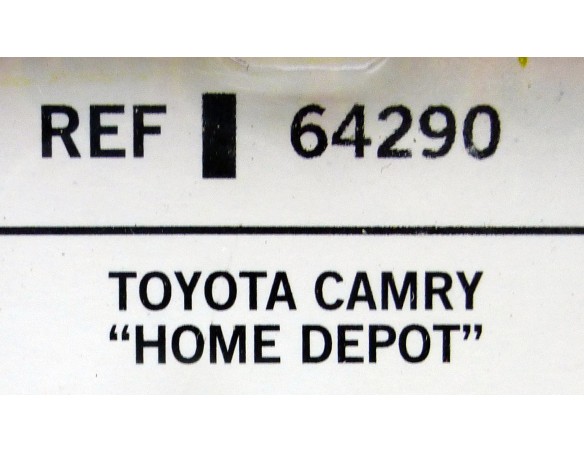 REF 64290
TOYOTA CAMRY
“HOME DEPOT”